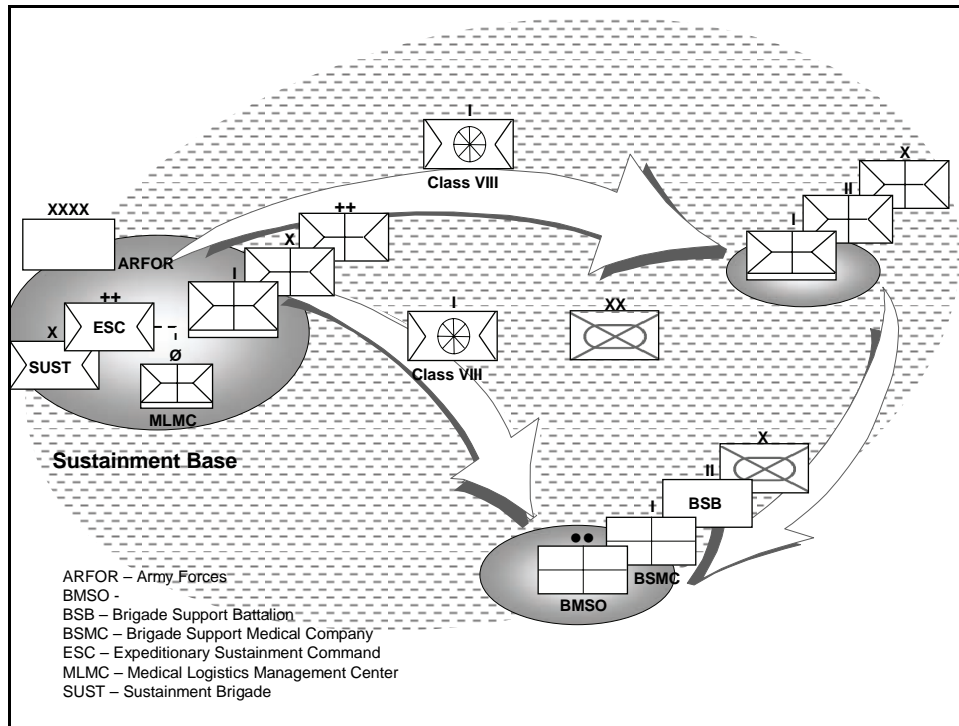 I
Class VIII
X
II
I
XXXX
ARFOR
++
X
I
++
ESC
X
SUST
Ø
MLMC
Sustainment Base
I
Class VIII
XX
X
II
BSB
I
BSMC
●●
BMSO
ARFOR – Army Forces
BMSO -
BSB – Brigade Support Battalion
BSMC – Brigade Support Medical Company
ESC – Expeditionary Sustainment Command
MLMC – Medical Logistics Management Center
SUST – Sustainment Brigade